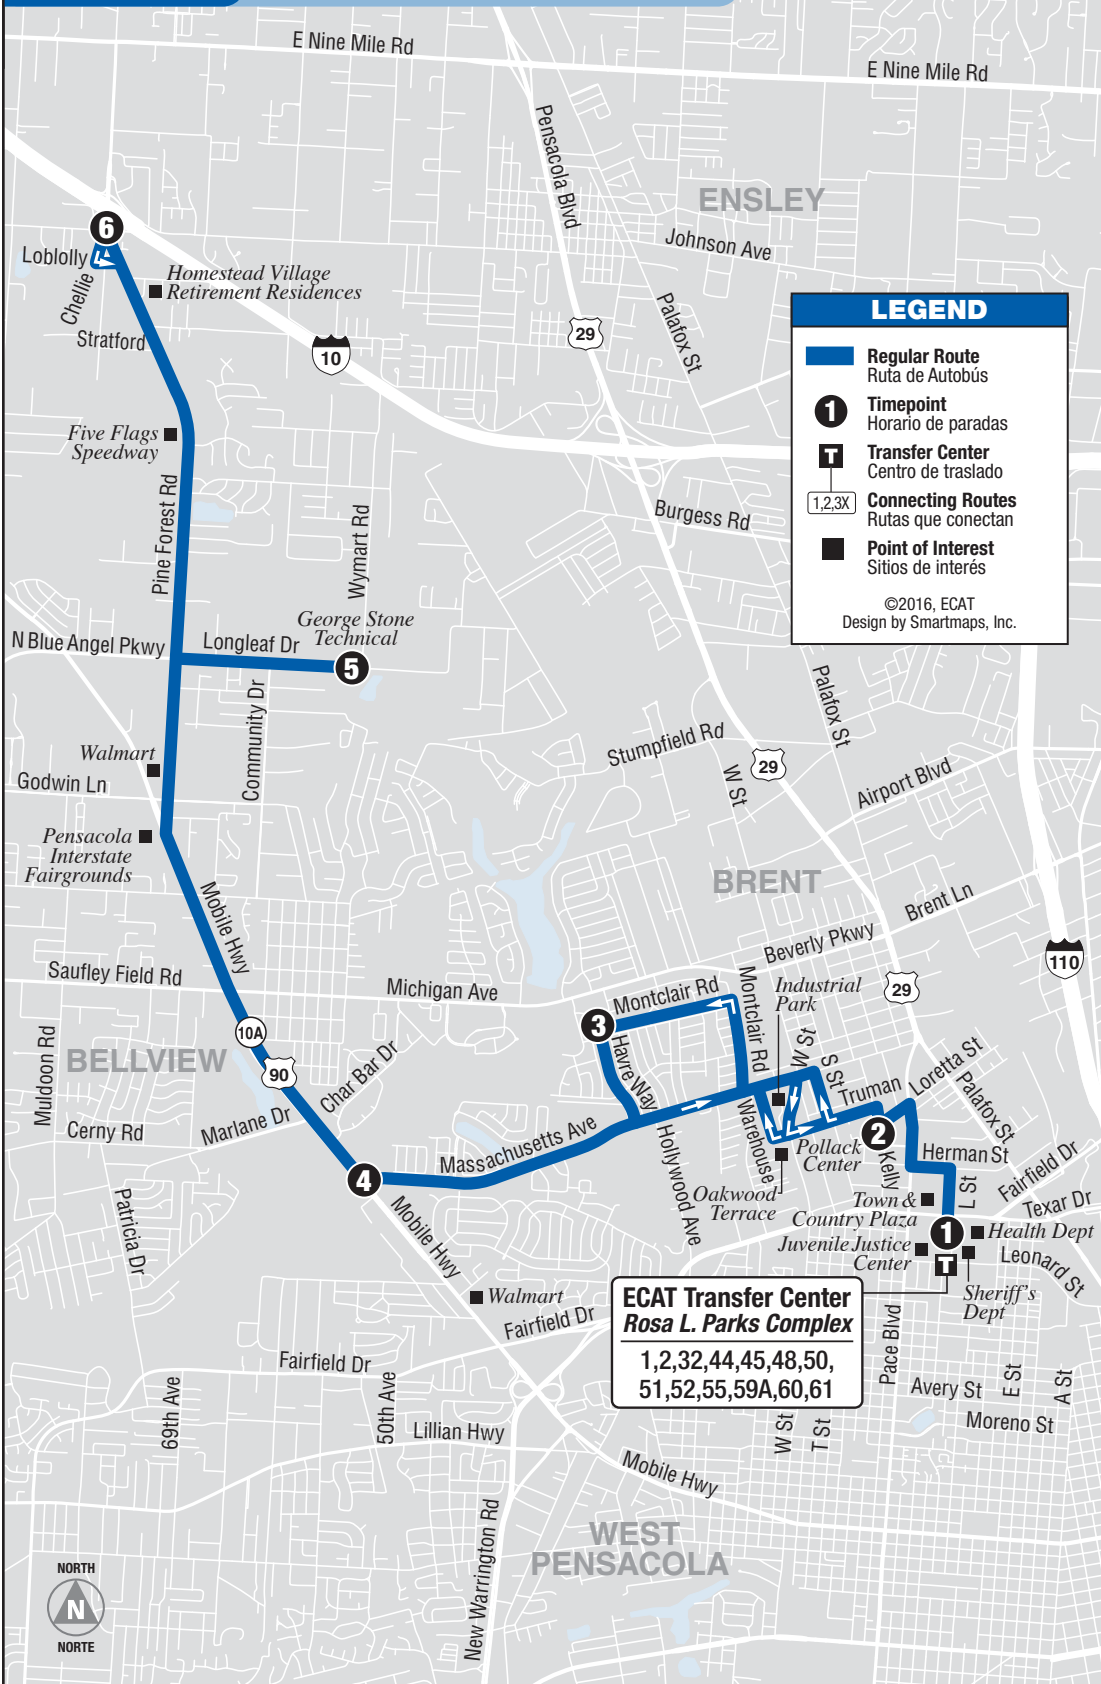 E Nine Mile Rd
E Nine Mile Rd
Pensacola Blvd
ENSLEY
Johnson Ave
6
Loblolly
Chellie
Homestead Village
Retirement Residences
Stratford
10
29
Palafox St
LEGEND
Regular Route
Ruta de Autobús
1
Timepoint
Horario de paradas
T
Transfer Center
Centro de traslado
1,2,3X
Connecting Routes
Rutas que conectan
Point of Interest
Sitios de interés
©2016, ECAT
Design by Smartmaps, Inc.
Five Flags
Speedway
Pine Forest Rd
Wymart Rd
Burgess Rd
George Stone
Technical
N Blue Angel Pkwy
Longleaf Dr
5
Community Dr
Palafox St
Stumpfield Rd
W St
29
Airport Blvd
Walmart
Godwin Ln
Pensacola
Interstate
Fairgrounds
Mobile Hwy
BRENT
Brent Ln
Beverly Pkwy
110
Saufley Field Rd
Michigan Ave
Montclair Rd
Montclair Rd
Industrial
Park
29
3
Havre Way
W St
S St
Truman
Loretta St
Palafox St
10A
90
BELLVIEW
Muldoon Rd
Char Bar Dr
Marlane Dr
Cerny Rd
Massachusetts Ave
Hollywood Ave
Warehouse
2
Pollack
Center
Kelly
Herman St
L St
Fairfield Dr
Texar Dr
4
Patricia Dr
Mobile Hwy
Oakwood
Terrace
Town &
Country Plaza
1
Health Dept
Juvenile Justice
Center
T
Leonard St
Sheriff's
Dept
Walmart
Fairfield Dr
ECAT Transfer Center
Rosa L. Parks Complex
1,2,32,44,45,48,50,
51,52,55,59A,60,61
Pace Blvd
Fairfield Dr
69th Ave
50th Ave
Lillian Hwy
Avery St
E St
A St
Moreno St
W St
T St
Mobile Hwy
New Warrington Rd
WEST
PENSACOLA
NORTH
N
NORTE